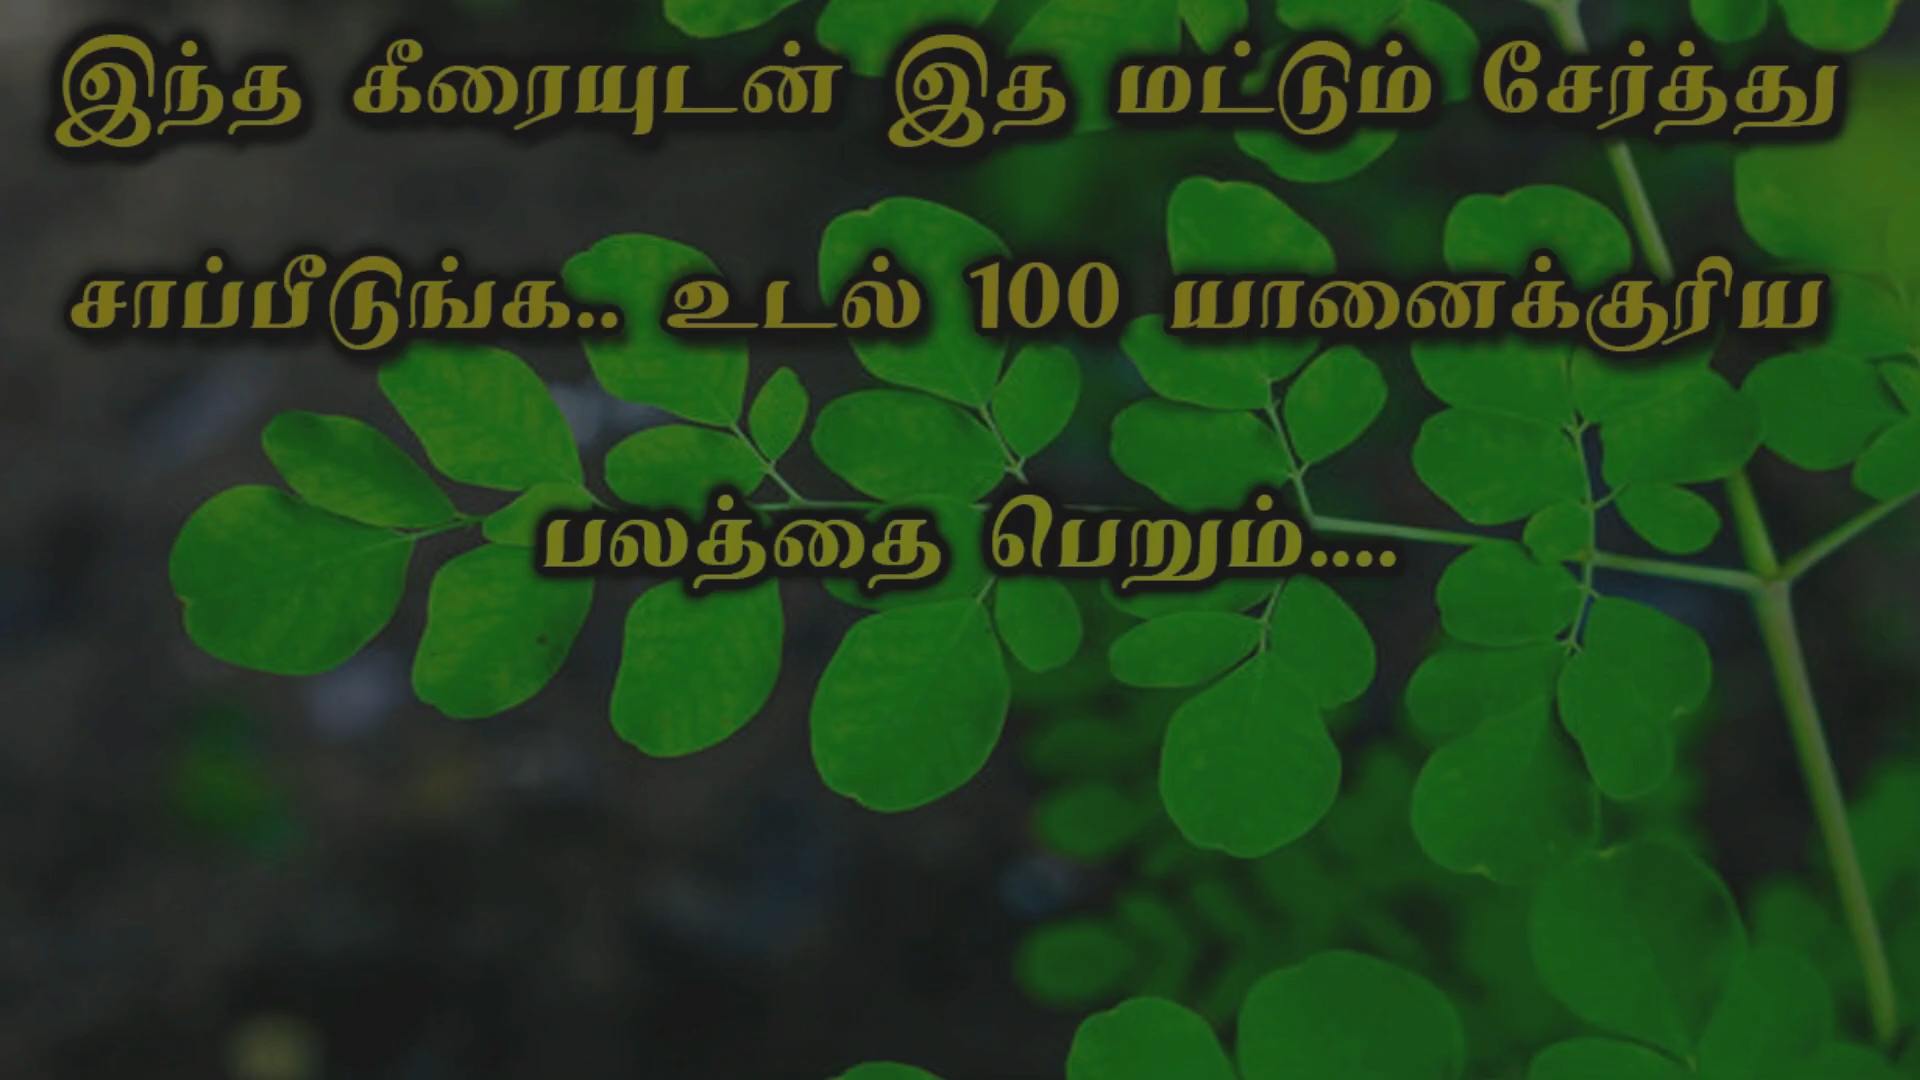 இந்த கீரையுடன் இத மட்டும் சேர்த்து
சாப்பீடுங்க.. உடல் 100 யானைக்குரிய
பலத்தை பெறும்....